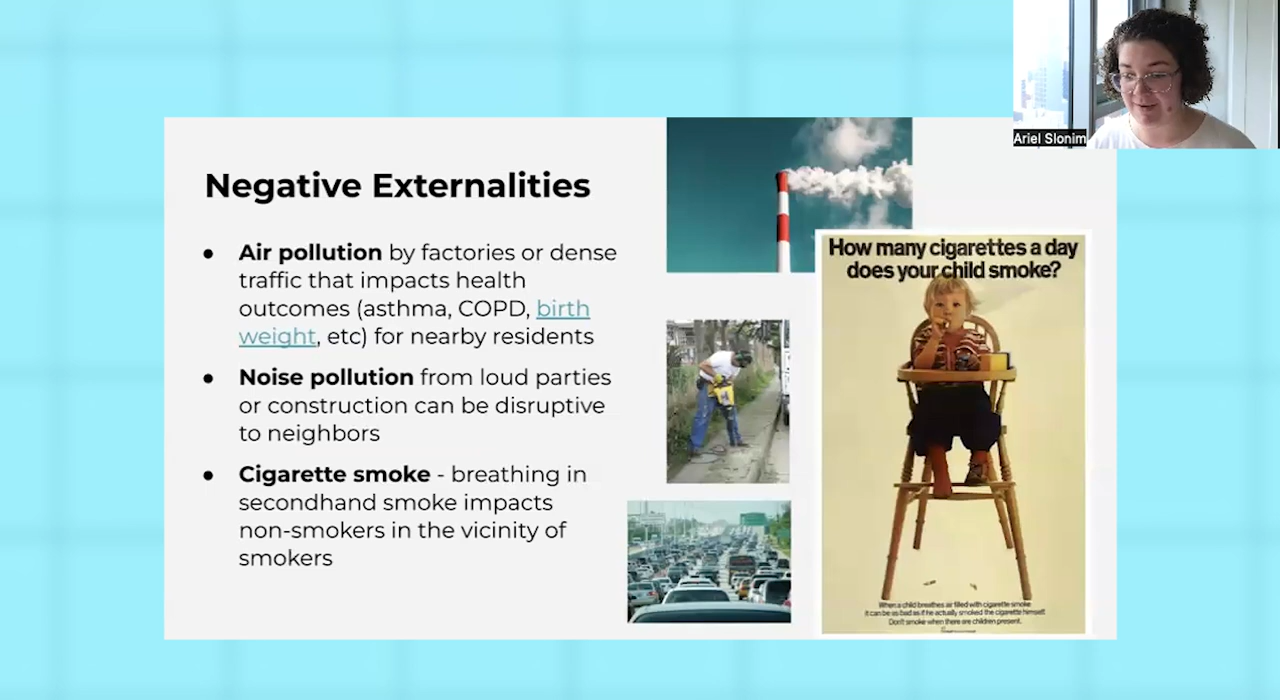 Ariel Slonim
Negative Externalities
● Air pollution by factories or dense
traffic that impacts health
outcomes (asthma, COPD, birth
weight, etc) for nearby residents
● Noise pollution from loud parties
or construction can be disruptive
to neighbors
● Cigarette smoke - breathing in
secondhand smoke impacts
non-smokers in the vicinity of
smokers
How many cigarettes a day
does your child smoke?
When a child breathes air filled with cigarette smoke
it can be as bad as if he actually smoked the cigarette himself.
Don't smoke when there are children present.